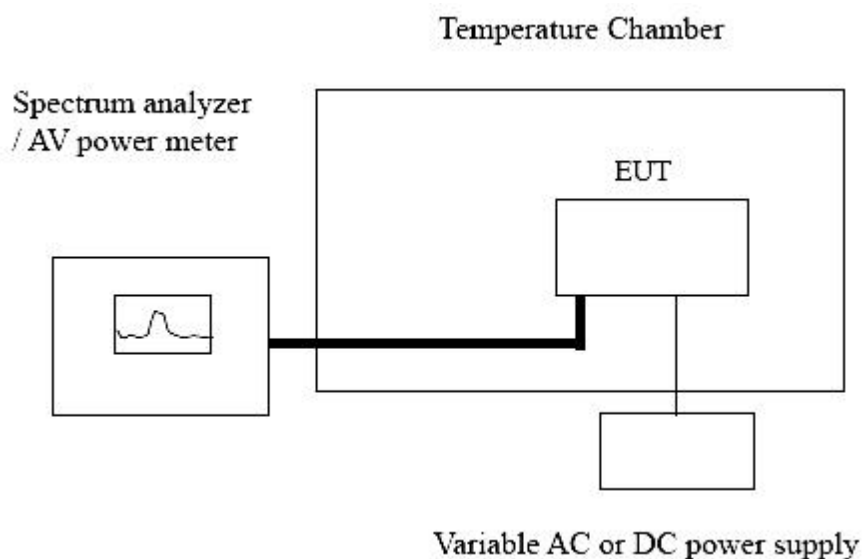 Temperature Chamber
Spectrum analyzer
/ AV power meter
EUT
Variable AC or DC power supply